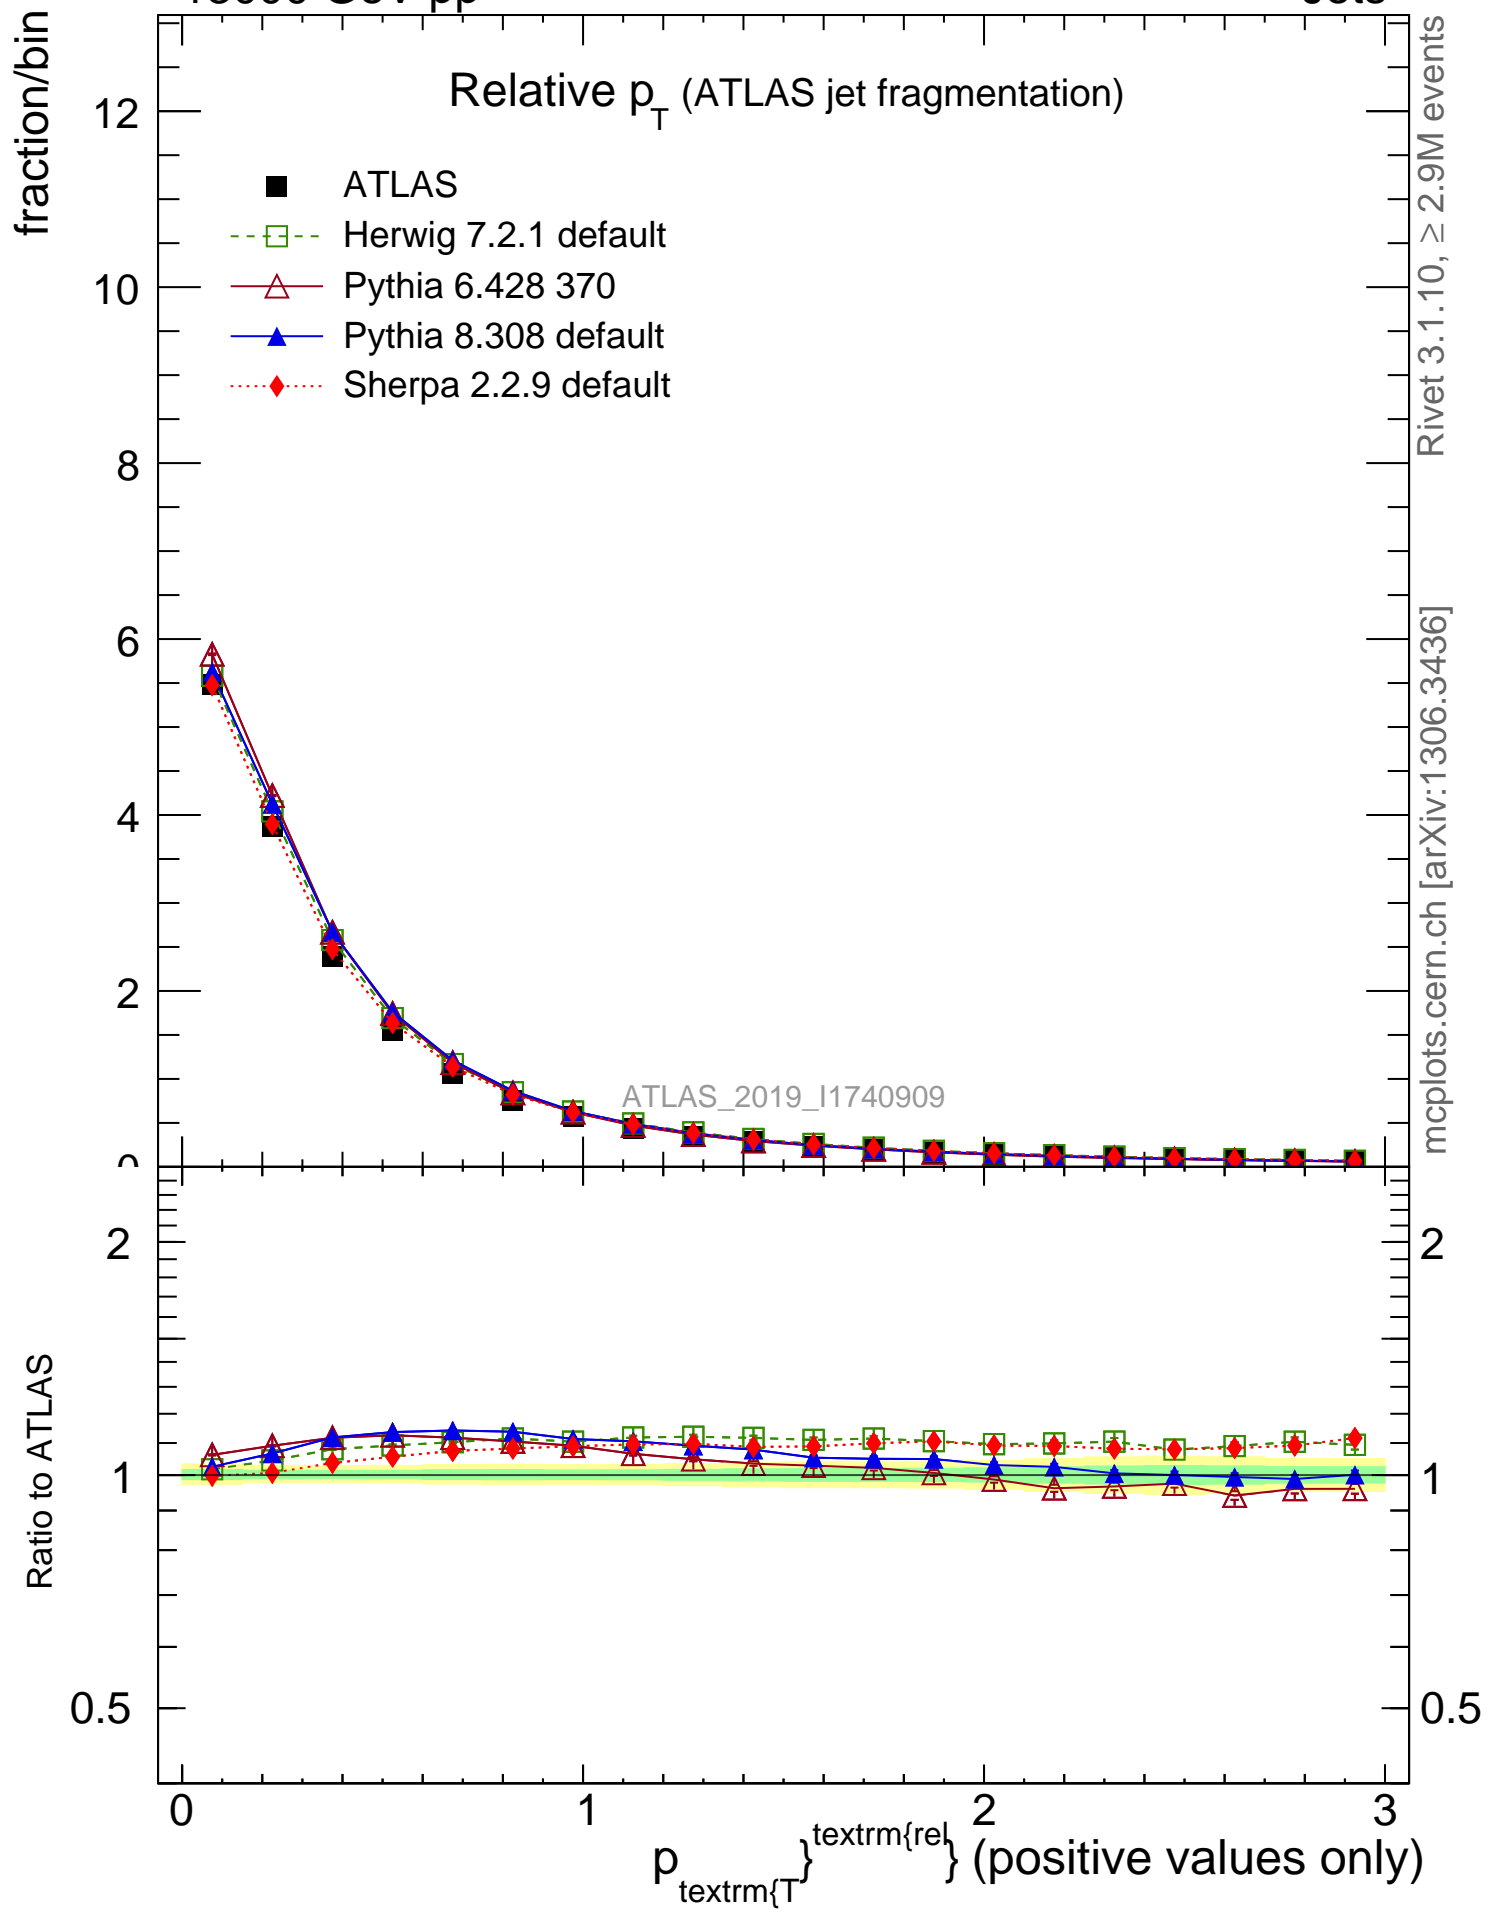 fraction/bin
Relative p_T (ATLAS jet fragmentation)
ATLAS
Herwig 7.2.1 default
Pythia 6.428 370
Pythia 8.308 default
Sherpa 2.2.9 default
12
10
8
6
4
2
0
ATLAS_2019_I1740909
Rivet 3.1.10, ≥ 2.9M events
mcplots.cern.ch [arXiv:1306.3436]
Ratio to ATLAS
2
1
0.5
2
1
0.5
0 1 2 3
p_textrm{T}^textrm{rel} (positive values only)